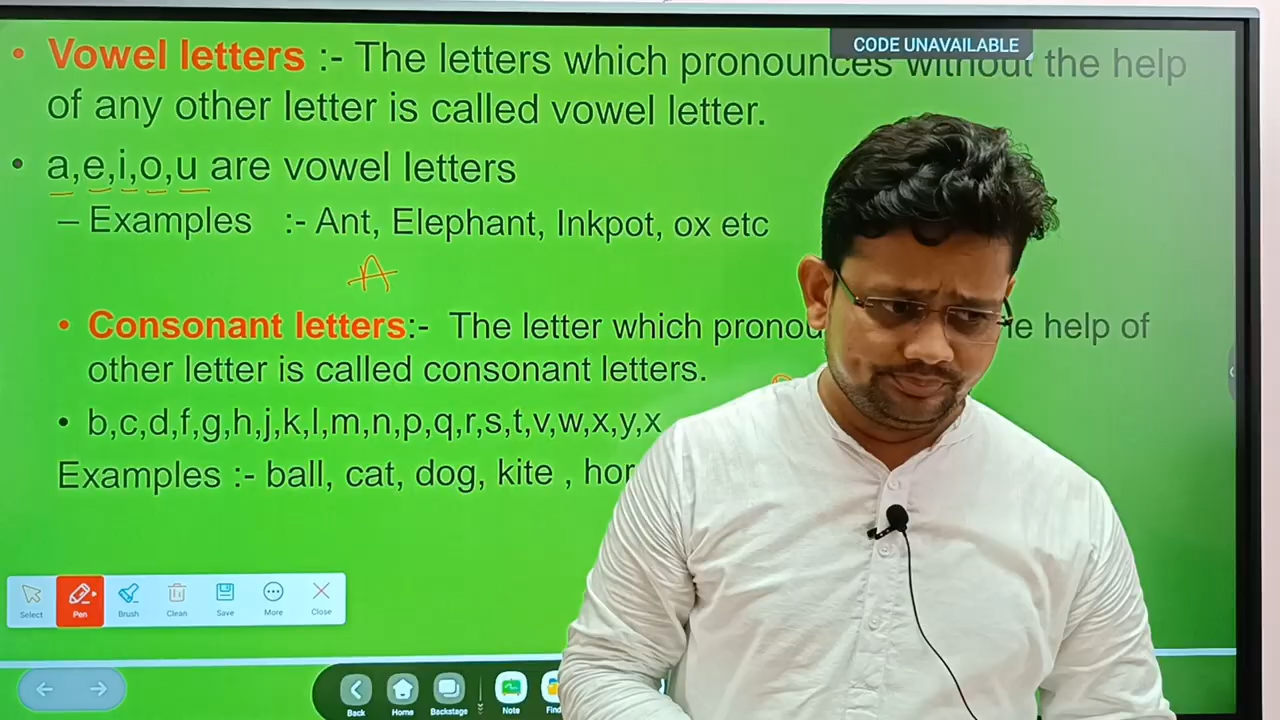 CODE UNAVAILABLE
• Vowel letters :- The letters which pronounces without the help
of any other letter is called vowel letter.
• a,e,i,o,u are vowel letters
– Examples :- Ant, Elephant, Inkpot, ox etc
A
• Consonant letters:- The letter which help of
other letter is called consonant letters.
• b,c,d,f,g,h,j,k,l,m,n,p,q,r,s,t,v,w,x,y,x
Examples :- ball, cat, dog, kite ,
Select Pen Brush Clean Save More Close
Back Home Backstage Note